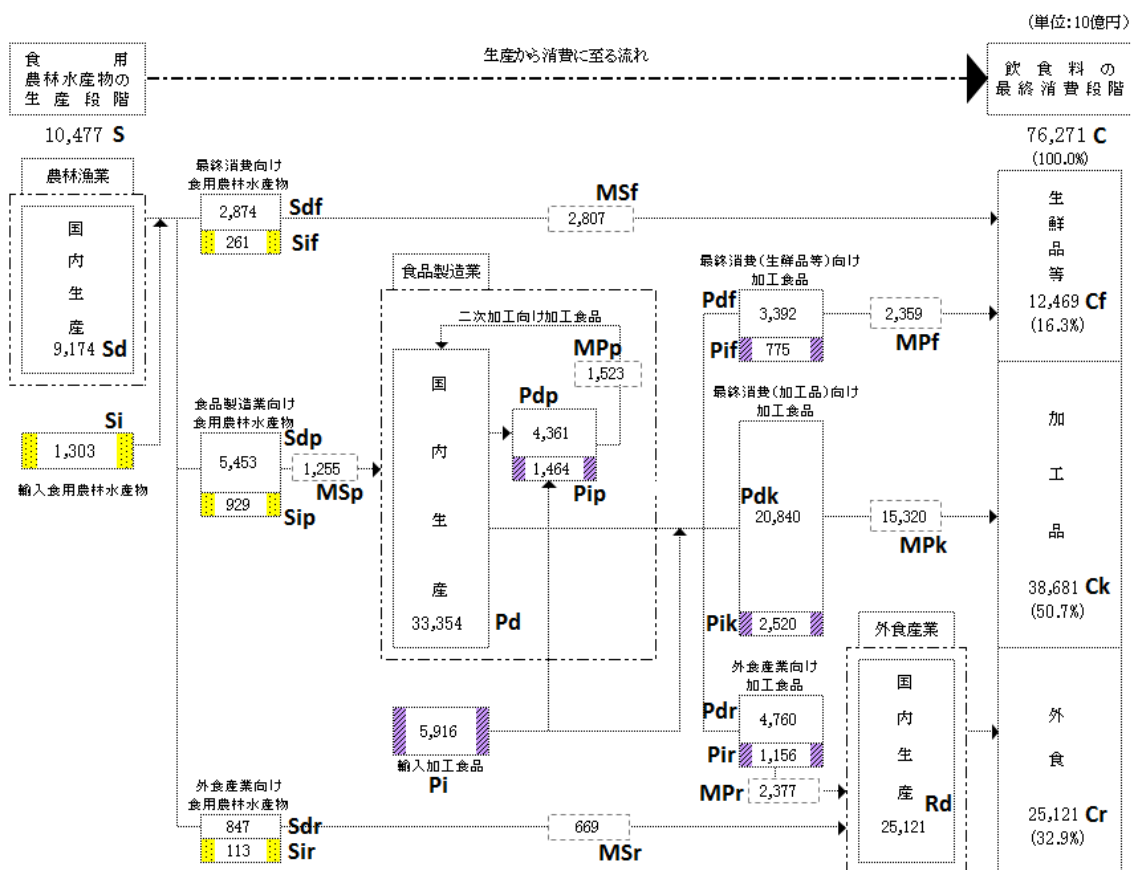 (単位:10億円)
食用
農林水産物の
生産段階
生産から消費に至る流れ
飲食料の
最終消費段階
10,477 S
76,271 C
(100.0%)
農林漁業
国内生産
9,174 Sd
最終消費向け
食用農林水産物
2,874 Sdf
261 Sif
MSf
2,807
生鮮品等
12,469 Cf
(16.3%)
食品製造業
最終消費(生鮮品等)向け
加工食品
Pdf
3,392
2,359
MPf
Pif
775
二次加工向け加工食品
MPp
1,523
国内生産
33,354 Pd
Pdp
4,361
1,464
Pip
Si
1,303
輸入食用農林水産物
食品製造業向け
食用農林水産物
Sdp
5,453
1,255
MSp
929
Sip
最終消費(加工品)向け
加工食品
Pdk
20,840
15,320
MPk
Pik
2,520
加工品
38,681 Ck
(50.7%)
外食産業
国内生産
Rd
25,121
外食産業向け
加工食品
Pdr
4,760
Pir
1,156
MPr
2,377
5,916
輸入加工食品
Pi
外食産業向け
食用農林水産物
847 Sdr
113 Sir
669
MSr
外食
25,121 Cr
(32.9%)